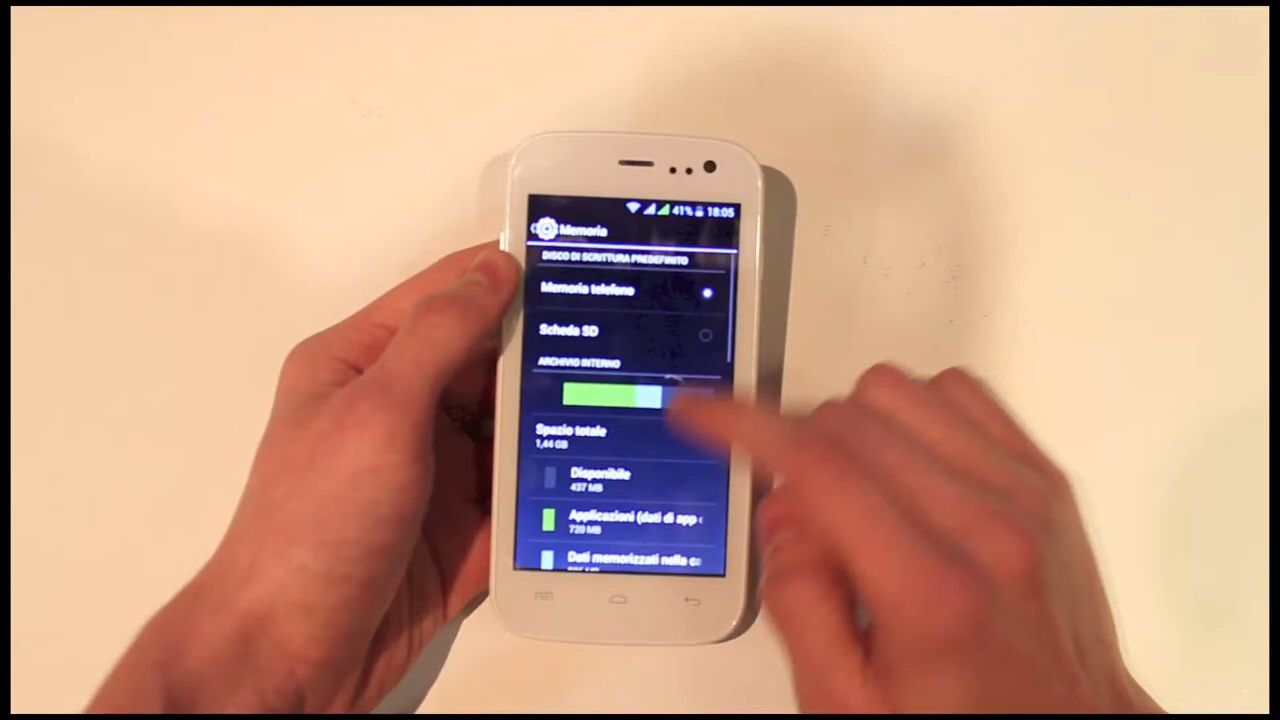 41% 18:05
Memoria
DISCO DI SCRITTURA PREDEFINITO
Memoria telefono
Scheda SD
ARCHIVIO INTERNO
Spazio totale
1,44 GB
Disponibile
437 MB
Applicazioni (dati di app
720 MB
Dati memorizzati nella